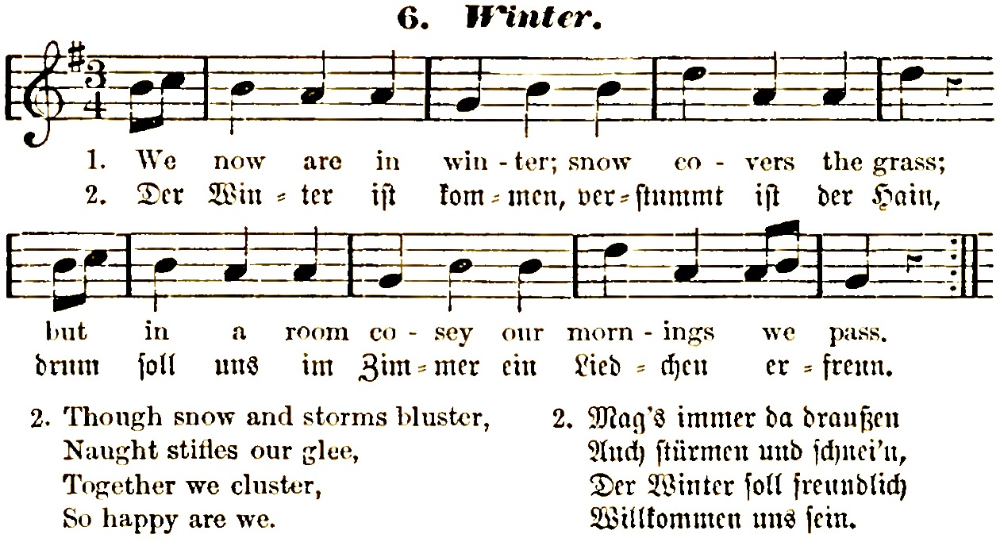 6. Winter.
3
4
1. We now are in win - ter; snow co - vers the grass;
2. Der Win - ter iſt kom - men, ver - ſtummt iſt der Hain,
but in a room co - sey our morn - ings we pass.
drum ſoll uns im Zim - mer ein Lied - chen er - freun.
2. Though snow and storms bluster,
Naught stifles our glee,
Together we cluster,
So happy are we.
2. Mag's immer da draußen
Auch ſtürmen und ſchnei'n,
Der Winter ſoll freundlich
Willkommen uns ſein.